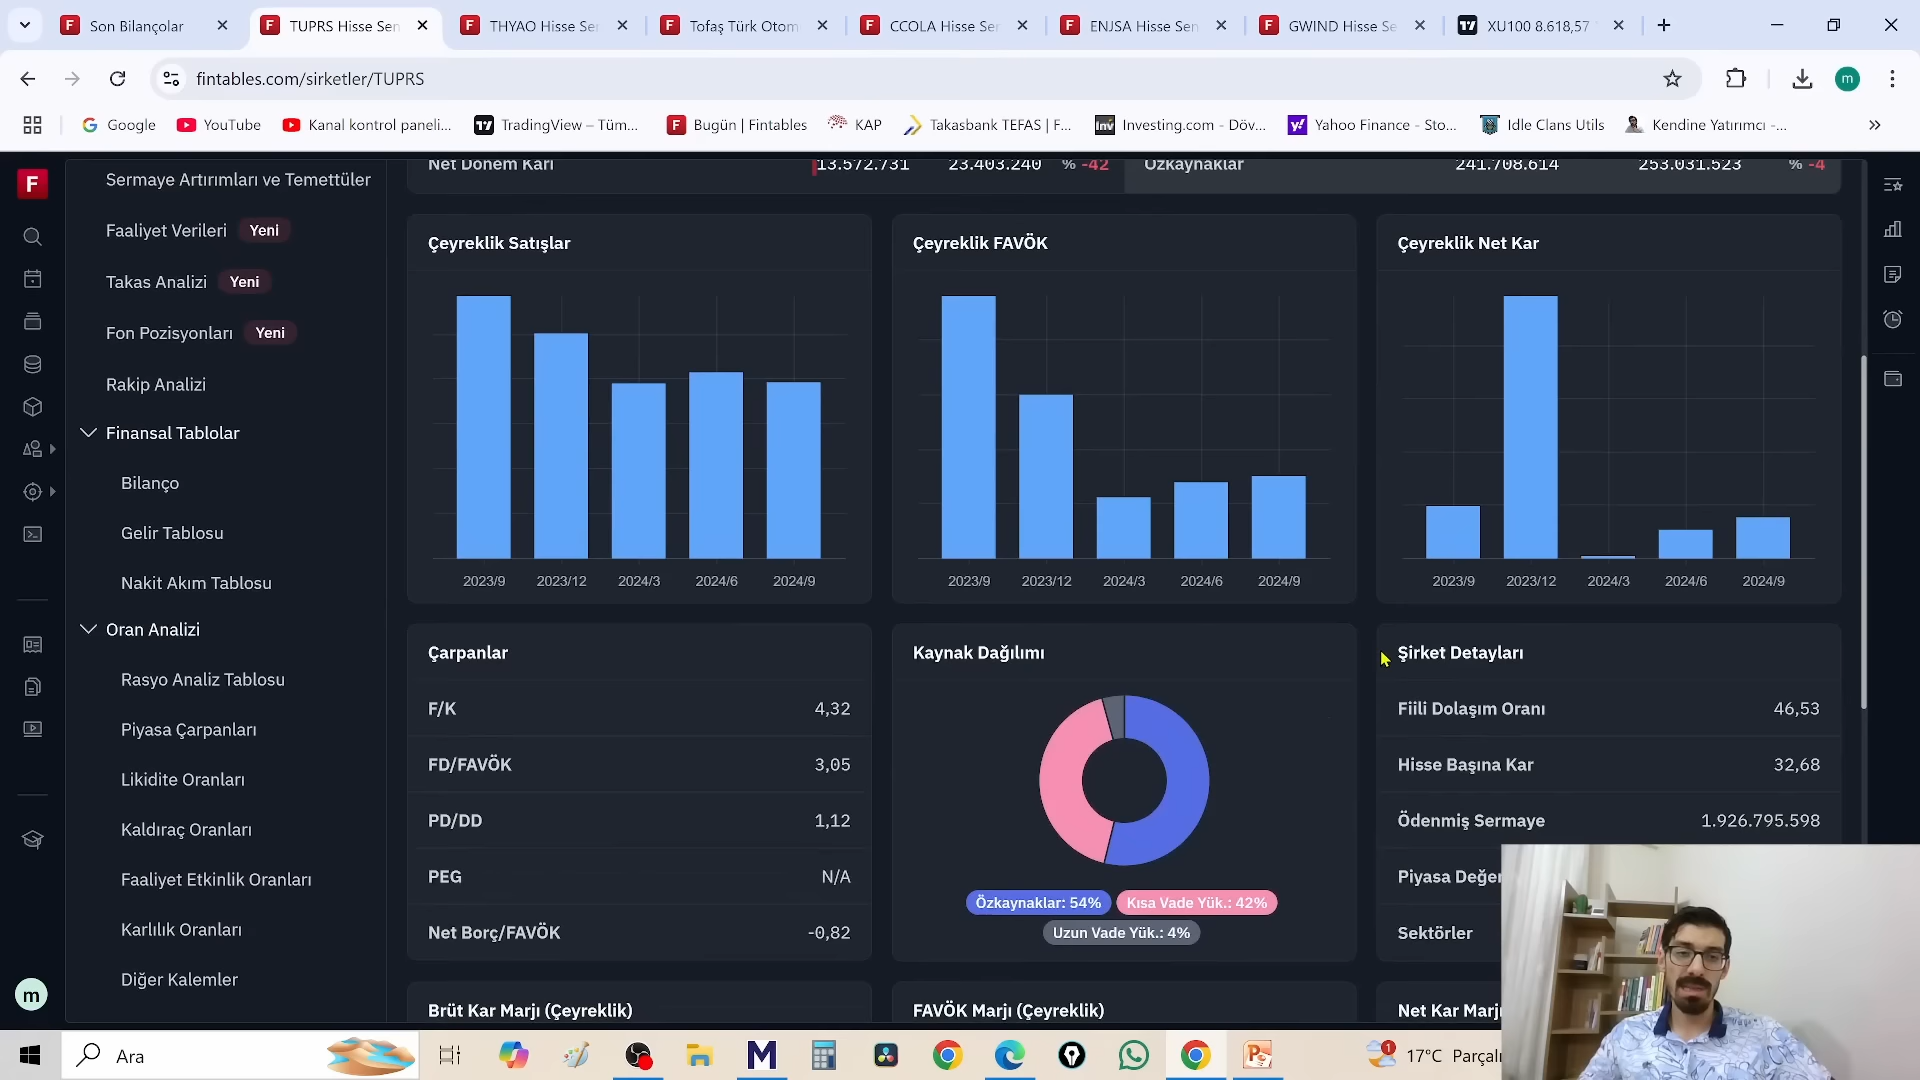 Son Bilançolar
TUPRS Hisse Sen
THYAO Hisse Se
Tofaş Türk Otom
CCOLA Hisse Se
ENJSA Hisse Sen
GWIND Hisse Se
XU100 8.618,57
fintables.com/sirketler/TUPRS
m
Google
YouTube
Kanal kontrol paneli...
TradingView – Tüm...
Bugün | Fintables
KAP
Takasbank TEFAS | F...
Investing.com - Döv...
Yahoo Finance - Sto...
Idle Clans Utils
Kendine Yatırımcı -...
Sermaye Artırımları ve Temettüler
Faaliyet Verileri Yeni
Takas Analizi Yeni
Fon Pozisyonları Yeni
Rakip Analizi
Finansal Tablolar
Bilanço
Gelir Tablosu
Nakit Akım Tablosu
Oran Analizi
Rasyo Analiz Tablosu
Piyasa Çarpanları
Likidite Oranları
Kaldıraç Oranları
Faaliyet Etkinlik Oranları
Karlılık Oranları
Diğer Kalemler
m
Net Dönem Karı 13.572.731 23.403.240 % -42
Özkaynaklar 241.708.614 253.031.523 % -4
Çeyreklik Satışlar
2023/9 2023/12 2024/3 2024/6 2024/9
Çeyreklik FAVÖK
2023/9 2023/12 2024/3 2024/6 2024/9
Çeyreklik Net Kar
2023/9 2023/12 2024/3 2024/6 2024/9
Çarpanlar
F/K 4,32
FD/FAVÖK 3,05
PD/DD 1,12
PEG N/A
Net Borç/FAVÖK -0,82
Kaynak Dağılımı
Özkaynaklar: 54% Kısa Vade Yük.: 42%
Uzun Vade Yük.: 4%
Şirket Detayları
Fiili Dolaşım Oranı 46,53
Hisse Başına Kar 32,68
Ödenmiş Sermaye 1.926.795.598
Piyasa Değer
Sektörler
Brüt Kar Marjı (Çeyreklik)
FAVÖK Marjı (Çeyreklik)
Net Kar Marj
Ara
1
17°C Parçalı